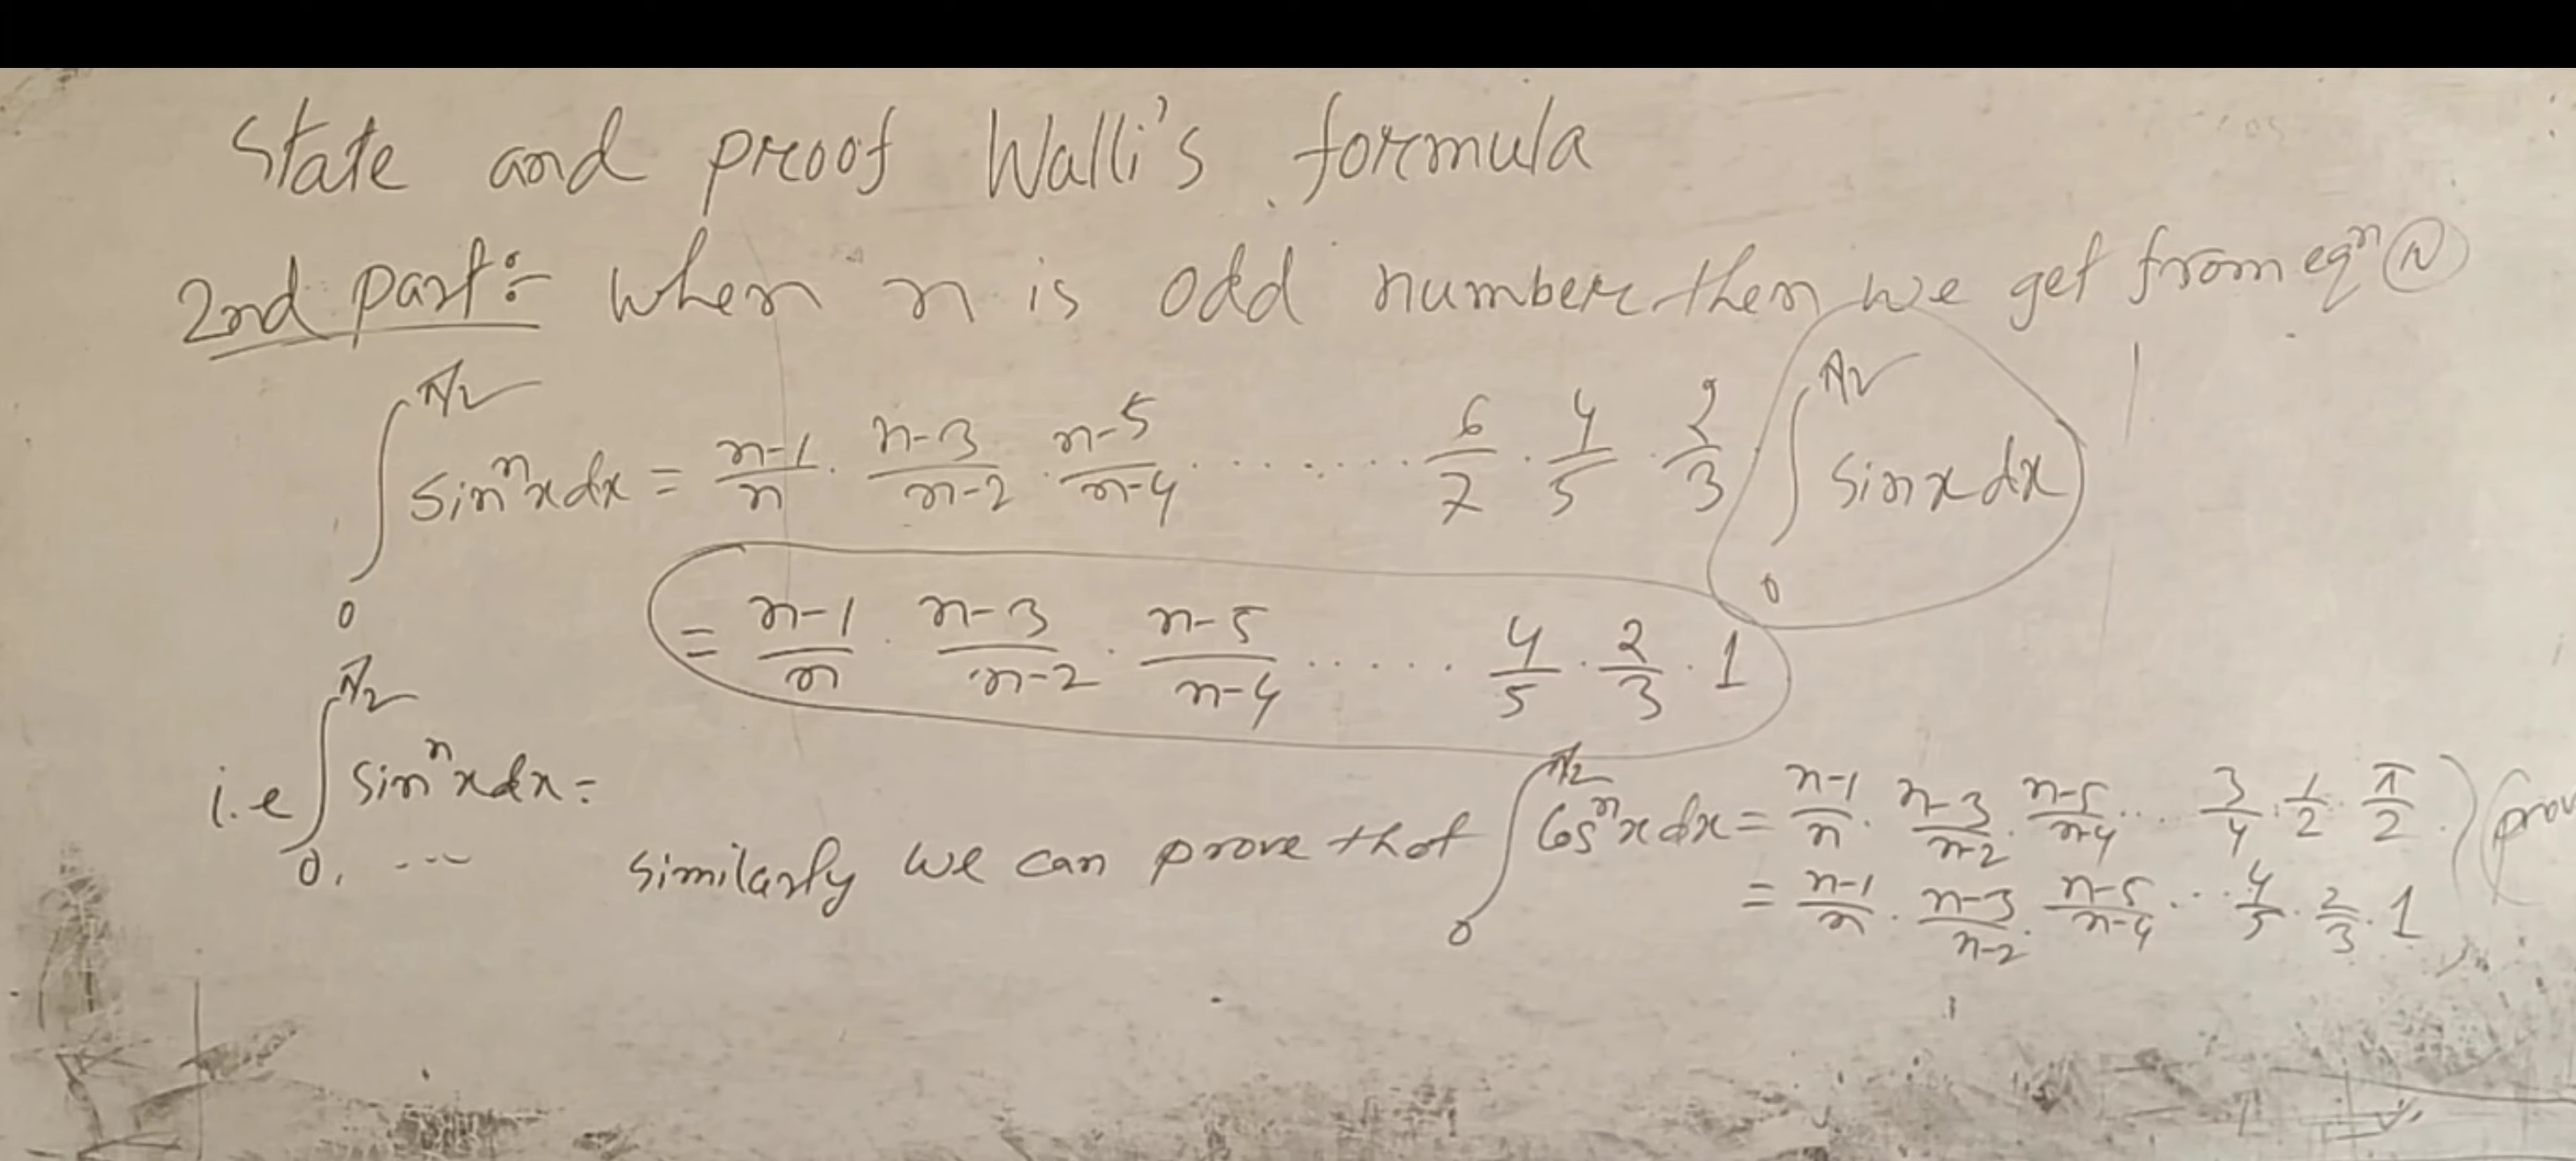 State and proof Walli's formula
2nd part:- When n is odd number then we get from eqⁿ
∫₀^{π/2} sinⁿx dx = (n-1)/n · (n-3)/(n-2) · (n-5)/(n-4) ........ 6/7 · 4/5 · 2/3 ∫₀^{π/2} sinx dx
= (n-1)/n · (n-3)/(n-2) · (n-5)/(n-4) ...... 4/5 · 2/3 · 1
i.e ∫₀^{π/2} sinⁿx dx = ...
similarly we can prove that ∫₀^{π/2} Cosⁿx dx = (n-1)/n · (n-3)/(n-2) · (n-5)/(n-4) ... 3/4 · 1/2 · π/2
= (n-1)/n · (n-3)/(n-2) · (n-5)/(n-4) ... 4/5 · 2/3 · 1